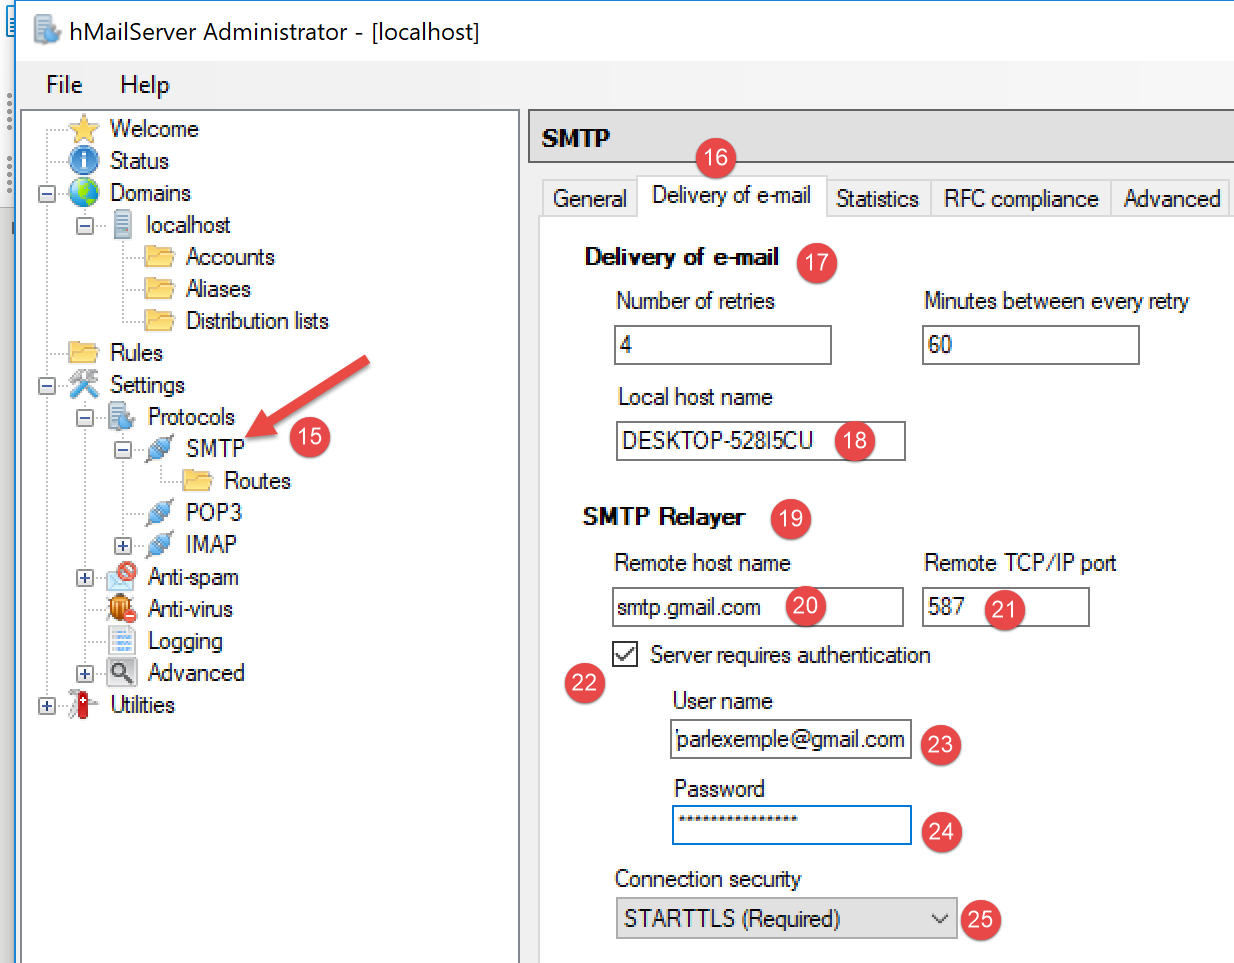 hMailServer Administrator - [localhost]
File Help
Welcome
Status
Domains
localhost
Accounts
Aliases
Distribution lists
Rules
Settings
Protocols
SMTP
15
Routes
POP3
IMAP
Anti-spam
Anti-virus
Logging
Advanced
Utilities
SMTP
16
General Delivery of e-mail Statistics RFC compliance Advanced
Delivery of e-mail 17
Number of retries Minutes between every retry
4 60
Local host name
DESKTOP-528I5CU 18
SMTP Relayer 19
Remote host name Remote TCP/IP port
smtp.gmail.com 20 587 21
Server requires authentication
22
User name
parlexemple@gmail.com 23
Password
*************** 24
Connection security
STARTTLS (Required) 25